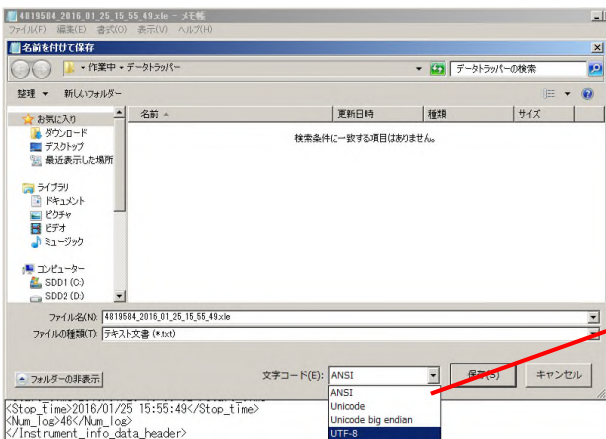 4819584_2016_01_25_15_55_49.xle - メモ帳
ファイル(F) 編集(E) 書式(O) 表示(V) ヘルプ(H)
名前を付けて保存
作業中 データトラッパー データトラッパーの検索
整理 新しいフォルダー
お気に入り
ダウンロード
デスクトップ
最近表示した場所
ライブラリ
ドキュメント
ピクチャ
ビデオ
ミュージック
コンピューター
SDD1 (C:)
SDD2 (D:)
名前 更新日時 種類 サイズ
検索条件に一致する項目はありません。
ファイル名(N): 4819584_2016_01_25_15_55_49.xle
ファイルの種類(T): テキスト文書 (*.txt)
フォルダーの非表示 文字コード(E): ANSI 保存(S) キャンセル
ANSI
Unicode
Unicode big endian
UTF-8
<Stop_time>2016/01/25 15:55:49</Stop_time>
<Num_log>46</Num_log>
</Instrument_info_data_header>